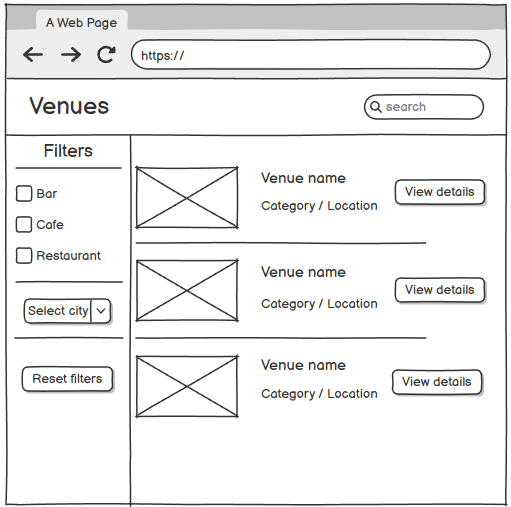 A Web Page
https://
Venues
search
Filters
Bar
Cafe
Restaurant
Select city
Reset filters
Venue name
Category / Location
View details
Venue name
Category / Location
View details
Venue name
Category / Location
View details